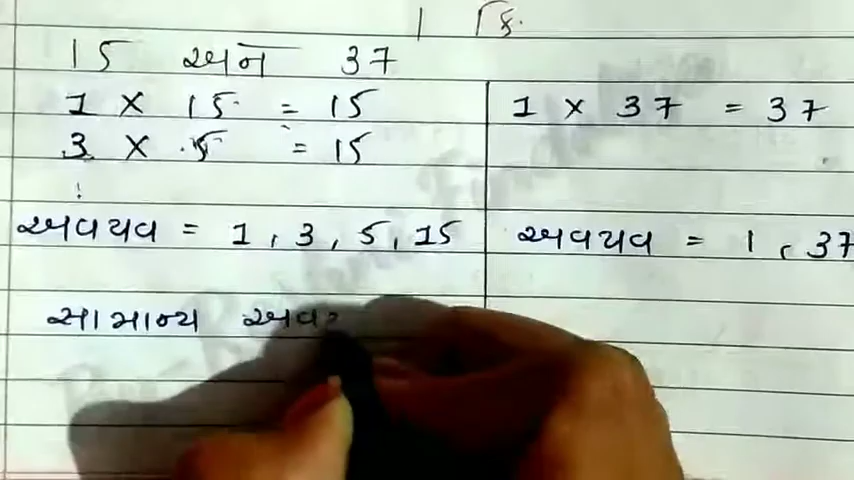 15 અને 37
1 × 15 = 15
3 × 5 = 15
અવયવ = 1, 3, 5, 15
1 × 37 = 37
અવયવ = 1, 37
સામાન્ય અવય